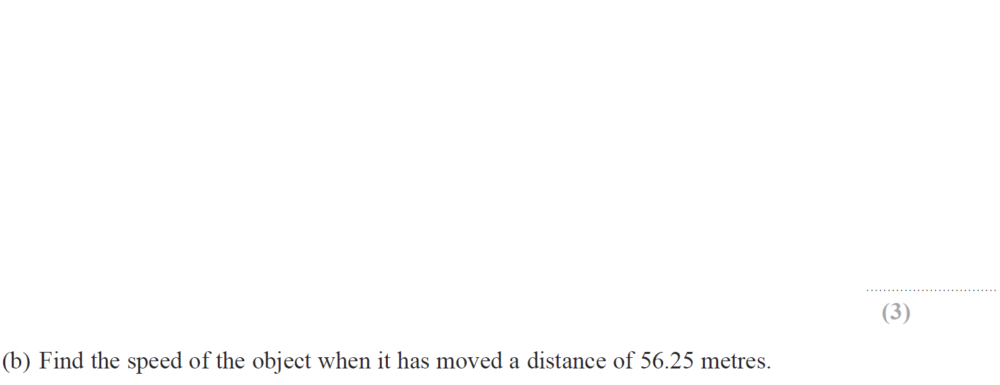 ..............................
(3)
(b) Find the speed of the object when it has moved a distance of 56.25 metres.